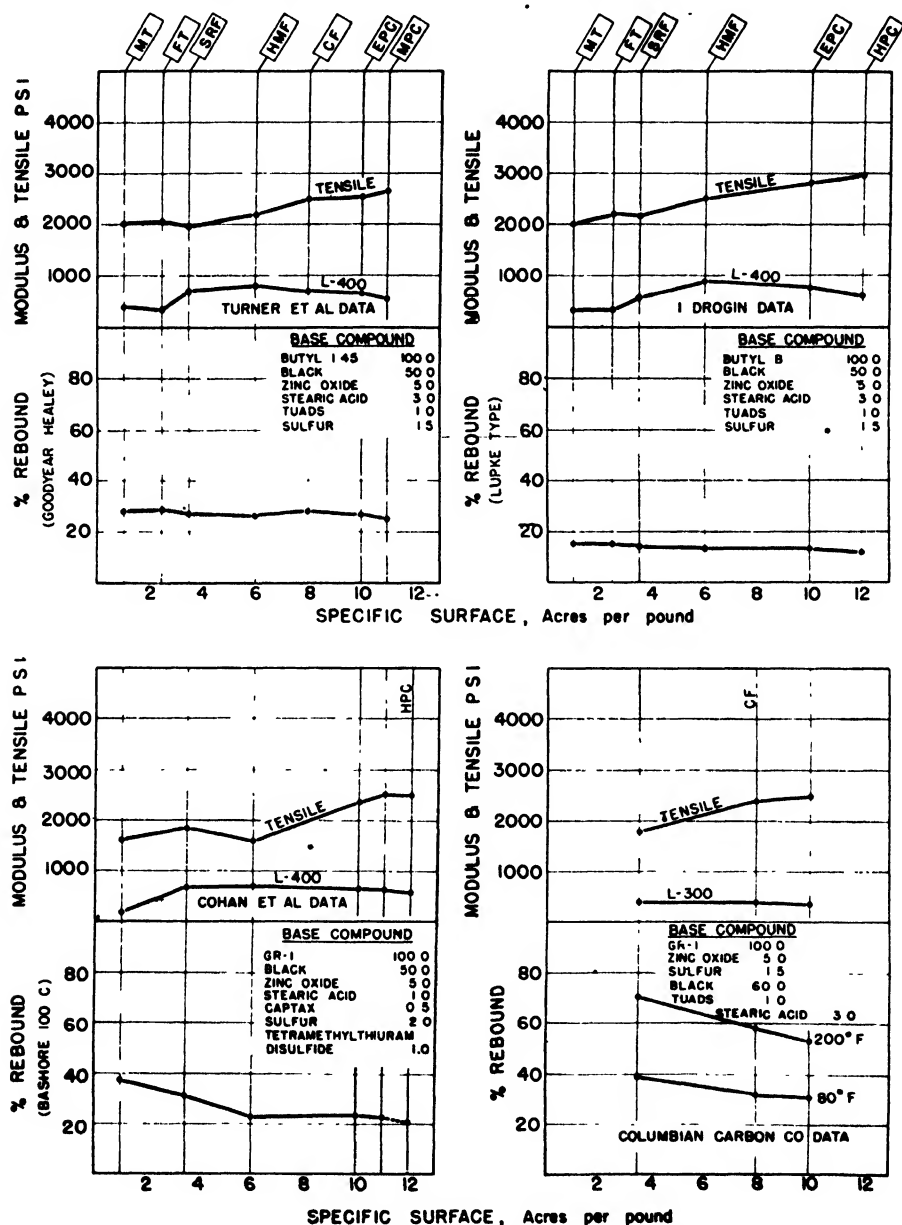 MT FT SRF HMF CF EPC MPC
MODULUS & TENSILE PSI
4000
3000
2000
1000
TENSILE
L-400
TURNER ET AL DATA
% REBOUND
(GOODYEAR HEALEY)
80
60
40
20
BASE COMPOUND
BUTYL 1 45 100 0
BLACK 50 0
ZINC OXIDE 5 0
STEARIC ACID 3 0
TUADS 1 0
SULFUR 1 5
2 4 6 8 10 12
MT FT SRF HMF EPC HPC
MODULUS & TENSILE PSI
4000
3000
2000
1000
TENSILE
L-400
I DROGIN DATA
% REBOUND
(LUPKE TYPE)
80
60
40
20
BASE COMPOUND
BUTYL B 100 0
BLACK 50 0
ZINC OXIDE 5 0
STEARIC ACID 3 0
TUADS 1 0
SULFUR 1 5
2 4 6 8 10 12
SPECIFIC SURFACE, Acres per pound
HPC
MODULUS & TENSILE PSI
4000
3000
2000
1000
TENSILE
L-400
COHAN ET AL DATA
% REBOUND
(BASHORE 100 C)
80
60
40
20
BASE COMPOUND
GR-1 100 0
BLACK 50 0
ZINC OXIDE 5 0
STEARIC ACID 1 0
CAPTAX 0 5
SULFUR 2 0
TETRAMETHYLTHIURAM
DISULFIDE 1.0
2 4 6 8 10 12
CF
MODULUS & TENSILE PSI
4000
3000
2000
1000
TENSILE
L-300
% REBOUND
80
60
40
20
BASE COMPOUND
GR-1 100 0
ZINC OXIDE 5 0
SULFUR 1 5
BLACK 60 0
TUADS 1 0
STEARIC ACID 3 0
200° F
80° F
COLUMBIAN CARBON CO DATA
2 4 6 8 10 12
SPECIFIC SURFACE, Acres per pound